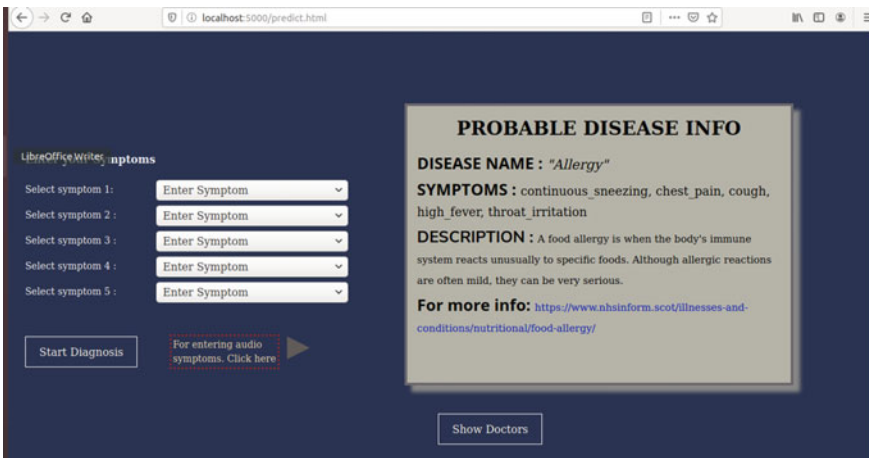 localhost:5000/predict.html
LibreOffice Writer
mptoms
Select symptom 1:
Enter Symptom
Select symptom 2 :
Enter Symptom
Select symptom 3 :
Enter Symptom
Select symptom 4 :
Enter Symptom
Select symptom 5 :
Enter Symptom
Start Diagnosis
For entering audio
symptoms. Click here
PROBABLE DISEASE INFO
DISEASE NAME : "Allergy"
SYMPTOMS : continuous_sneezing, chest_pain, cough,
high_fever, throat_irritation
DESCRIPTION : A food allergy is when the body's immune
system reacts unusually to specific foods. Although allergic reactions
are often mild, they can be very serious.
For more info: https://www.nhsinform.scot/illnesses-and-
conditions/nutritional/food-allergy/
Show Doctors